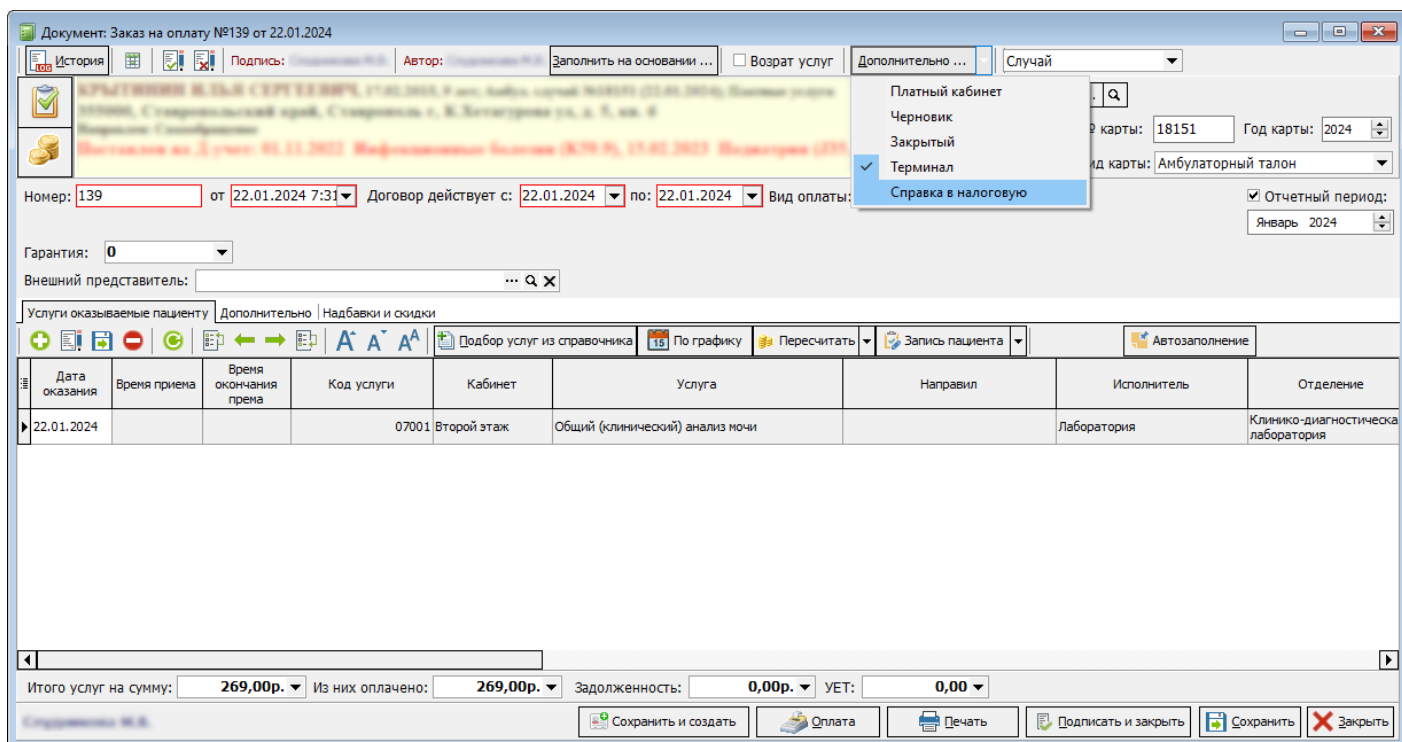 Документ: Заказ на оплату №139 от 22.01.2024
История Подпись: Автор: Заполнить на основании ... Возрат услуг Дополнительно ... Случай
Платный кабинет
Черновик
Закрытый
Терминал
Справка в налоговую
карты: 18151 Год карты: 2024
ид карты: Амбулаторный талон
Номер: 139 от 22.01.2024 7:31 Договор действует с: 22.01.2024 по: 22.01.2024 Вид оплаты: Отчетный период:
Январь 2024
Гарантия: 0
Внешний представитель:
Услуги оказываемые пациенту Дополнительно Надбавки и скидки
Подбор услуг из справочника 15 По графику Пересчитать Запись пациента Автозаполнение
Дата оказания Время приема Время окончания према Код услуги Кабинет Услуга Направил Исполнитель Отделение
22.01.2024 07001 Второй этаж Общий (клинический) анализ мочи Лаборатория Клинико-диагностическа
лаборатория
Итого услуг на сумму: 269,00р. Из них оплачено: 269,00р. Задолженность: 0,00р. УЕТ: 0,00
Сохранить и создать Оплата Печать Подписать и закрыть Сохранить Закрыть